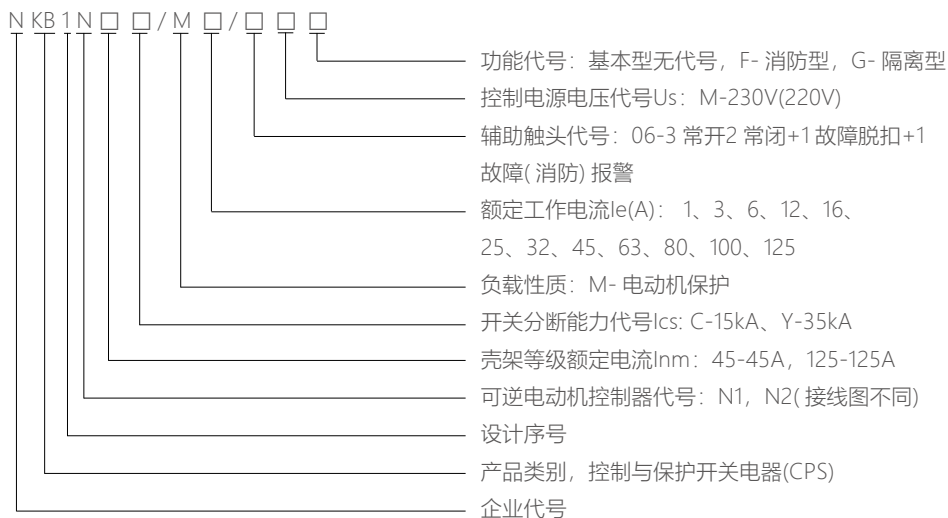 N KB 1 N □ □ / M □ / □ □ □
功能代号：基本型无代号，F- 消防型，G- 隔离型
控制电源电压代号Us：M-230V(220V)
辅助触头代号：06-3 常开2 常闭+1 故障脱扣+1
故障( 消防) 报警
额定工作电流Ie(A)： 1、3、6、12、16、
25、32、45、63、80、100、125
负载性质：M- 电动机保护
开关分断能力代号Ics: C-15kA、Y-35kA
壳架等级额定电流Inm：45-45A，125-125A
可逆电动机控制器代号：N1，N2( 接线图不同)
设计序号
产品类别，控制与保护开关电器(CPS)
企业代号